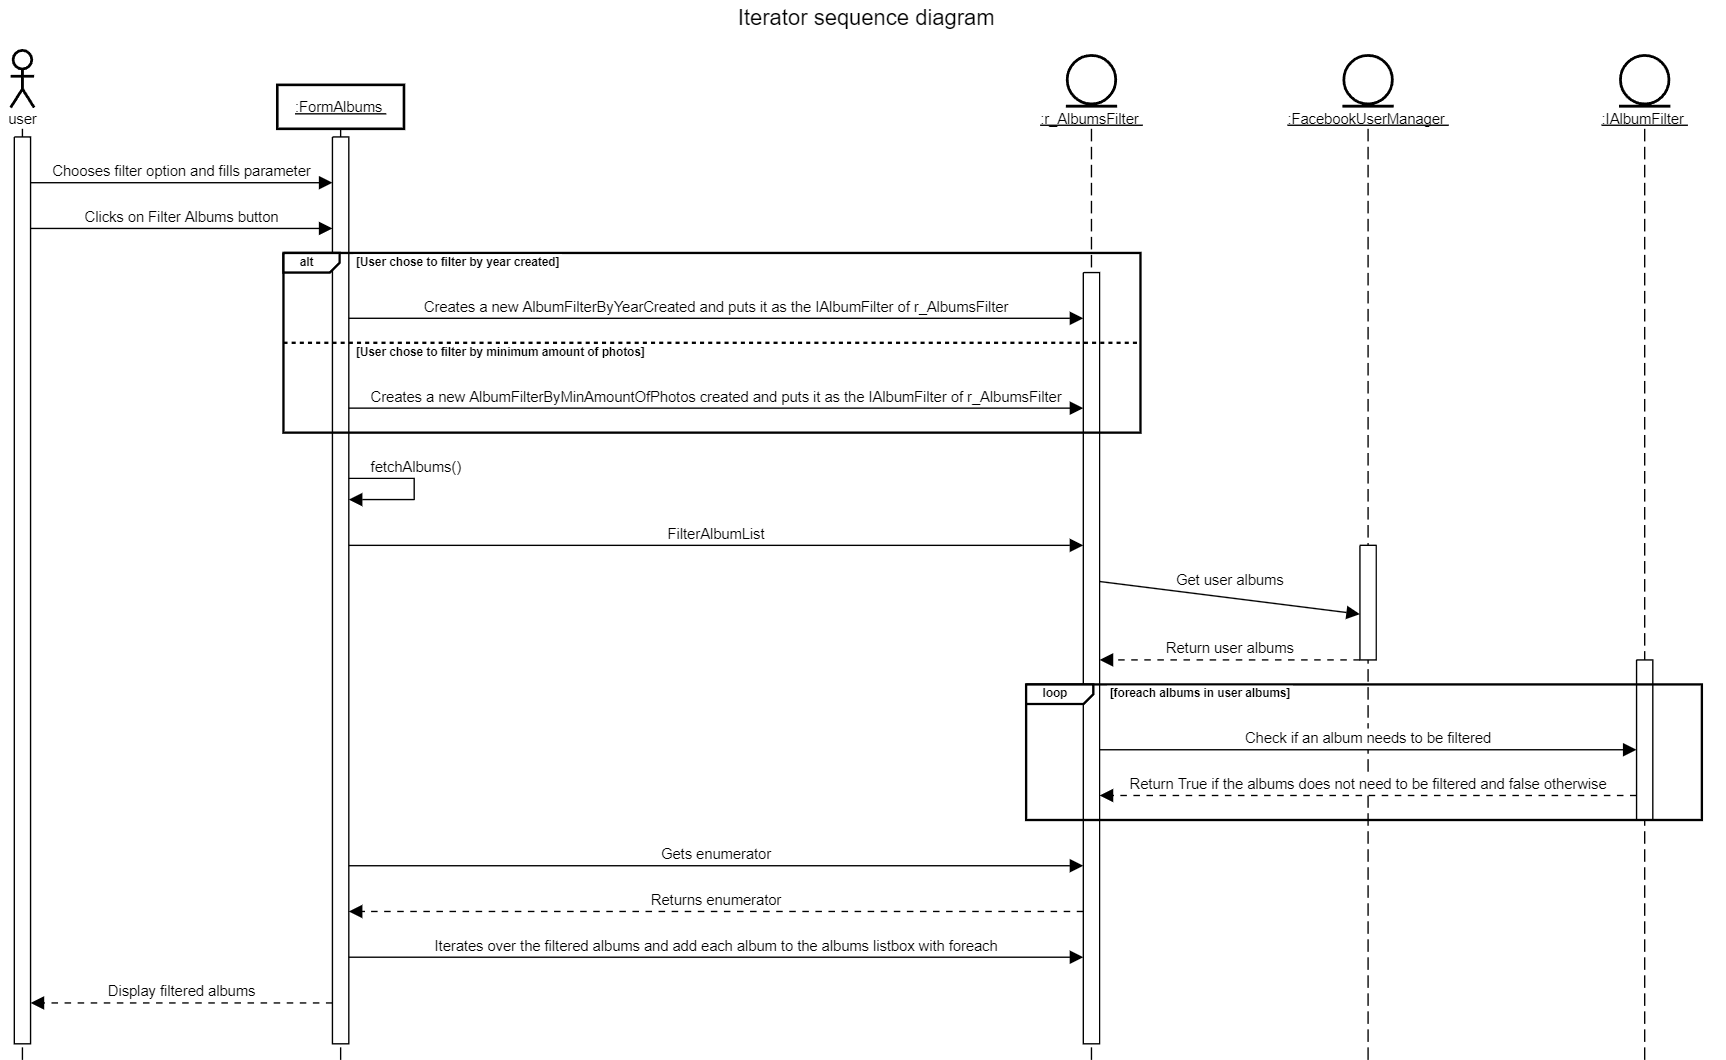 Iterator sequence diagram
user
:FormAlbums
:r_AlbumsFilter
:FacebookUserManager
:IAlbumFilter
Chooses filter option and fills parameter
Clicks on Filter Albums button
alt
[User chose to filter by year created]
Creates a new AlbumFilterByYearCreated and puts it as the IAlbumFilter of r_AlbumsFilter
[User chose to filter by minimum amount of photos]
Creates a new AlbumFilterByMinAmountOfPhotos created and puts it as the IAlbumFilter of r_AlbumsFilter
fetchAlbums()
FilterAlbumList
Get user albums
Return user albums
loop
[foreach albums in user albums]
Check if an album needs to be filtered
Return True if the albums does not need to be filtered and false otherwise
Gets enumerator
Returns enumerator
Iterates over the filtered albums and add each album to the albums listbox with foreach
Display filtered albums